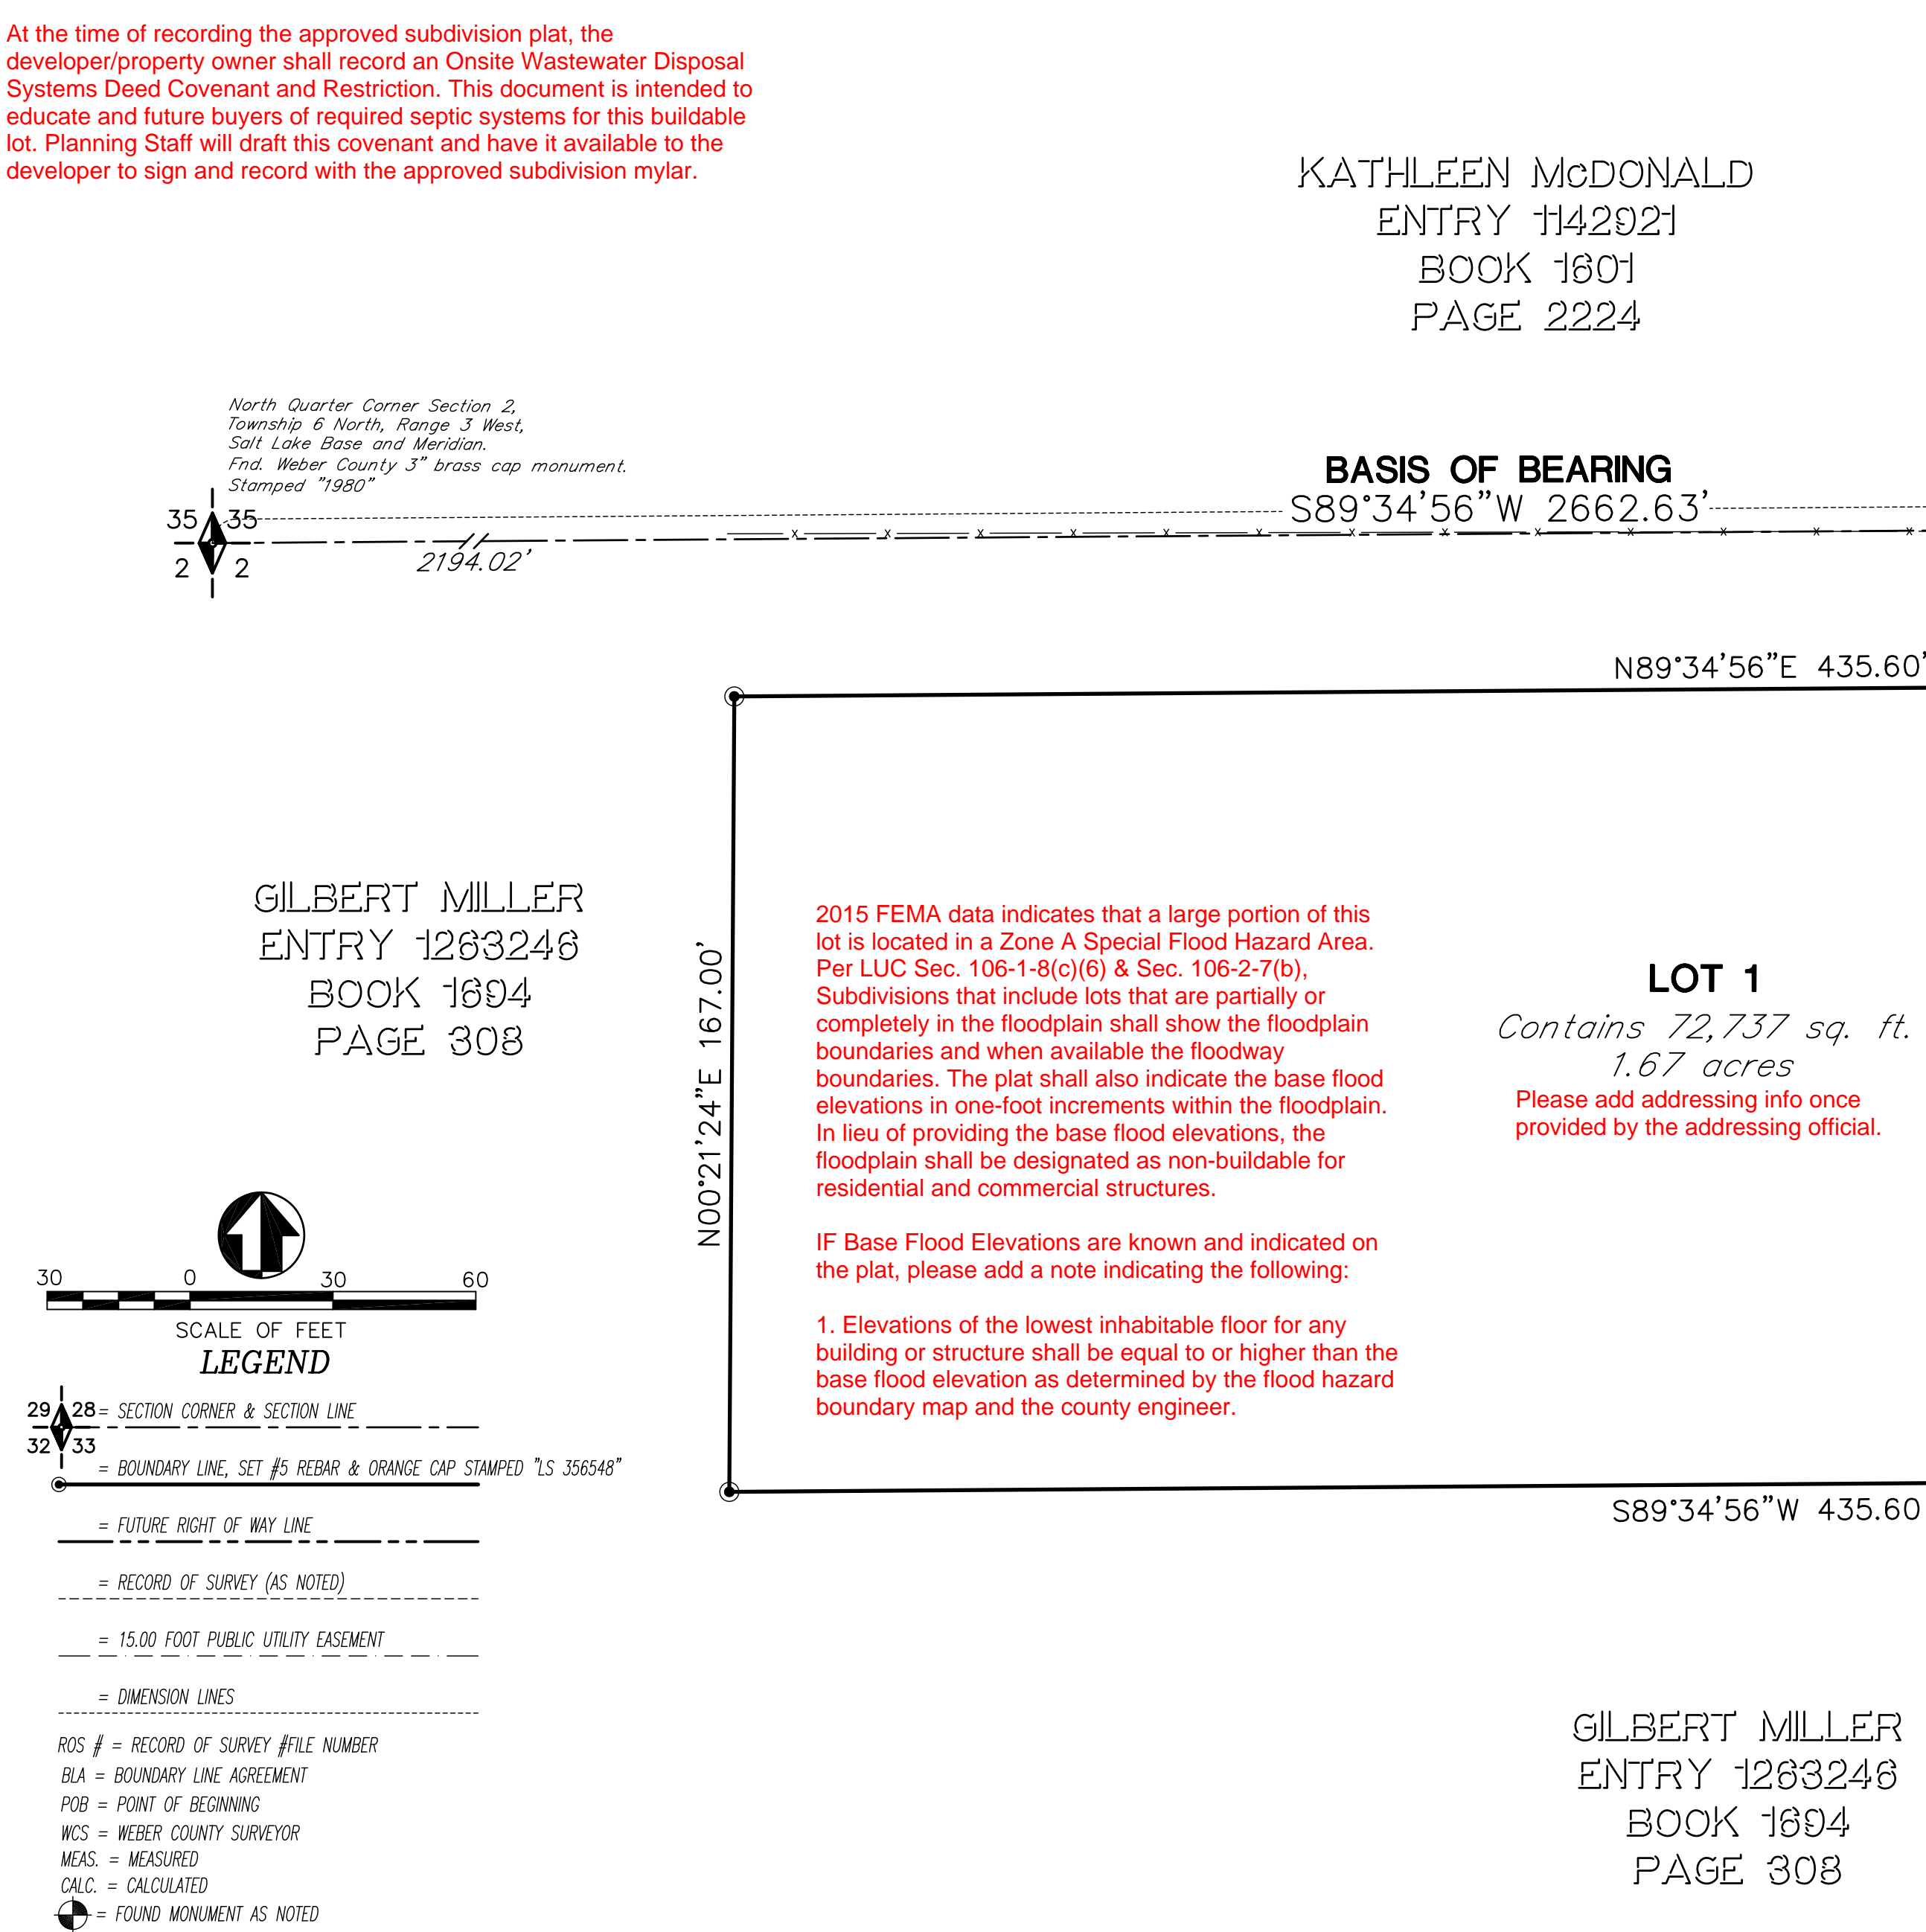 At the time of recording the approved subdivision plat, the
developer/property owner shall record an Onsite Wastewater Disposal
Systems Deed Covenant and Restriction. This document is intended to
educate and future buyers of required septic systems for this buildable
lot. Planning Staff will draft this covenant and have it available to the
developer to sign and record with the approved subdivision mylar.
KATHLEEN McDONALD
ENTRY 1142921
BOOK 1601
PAGE 2224
North Quarter Corner Section 2,
Township 6 North, Range 3 West,
Salt Lake Base and Meridian.
Fnd. Weber County 3" brass cap monument.
Stamped "1980"
BASIS OF BEARING
S89°34'56"W 2662.63'
35 35
2 2
2194.02'
x x x x x x x x x x x x x
N89°34'56"E 435.60'
GILBERT MILLER
ENTRY 1263246
BOOK 1694
PAGE 308
N00°21'24"E 167.00'
2015 FEMA data indicates that a large portion of this
lot is located in a Zone A Special Flood Hazard Area.
Per LUC Sec. 106-1-8(c)(6) & Sec. 106-2-7(b),
Subdivisions that include lots that are partially or
completely in the floodplain shall show the floodplain
boundaries and when available the floodway
boundaries. The plat shall also indicate the base flood
elevations in one-foot increments within the floodplain.
In lieu of providing the base flood elevations, the
floodplain shall be designated as non-buildable for
residential and commercial structures.
IF Base Flood Elevations are known and indicated on
the plat, please add a note indicating the following:
1. Elevations of the lowest inhabitable floor for any
building or structure shall be equal to or higher than the
base flood elevation as determined by the flood hazard
boundary map and the county engineer.
LOT 1
Contains 72,737 sq. ft.
1.67 acres
Please add addressing info once
provided by the addressing official.
30 0 30 60
SCALE OF FEET
LEGEND
29 28 = SECTION CORNER & SECTION LINE
32 33
= BOUNDARY LINE, SET #5 REBAR & ORANGE CAP STAMPED "LS 356548"
= FUTURE RIGHT OF WAY LINE
= RECORD OF SURVEY (AS NOTED)
= 15.00 FOOT PUBLIC UTILITY EASEMENT
= DIMENSION LINES
ROS # = RECORD OF SURVEY #FILE NUMBER
BLA = BOUNDARY LINE AGREEMENT
POB = POINT OF BEGINNING
WCS = WEBER COUNTY SURVEYOR
MEAS. = MEASURED
CALC. = CALCULATED
= FOUND MONUMENT AS NOTED
S89°34'56"W 435.60
GILBERT MILLER
ENTRY 1263246
BOOK 1694
PAGE 308